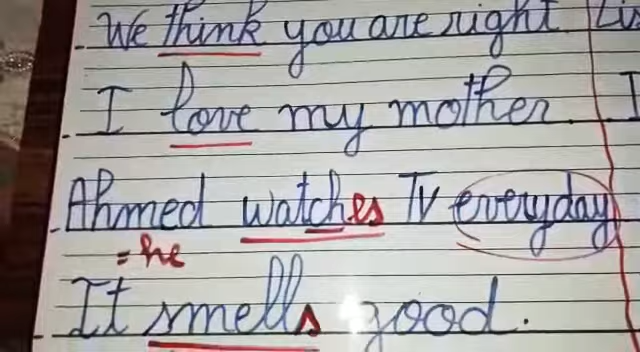 We think you are right
I love my mother. I
Ahmed watches TV everyday
= he
It smells good.